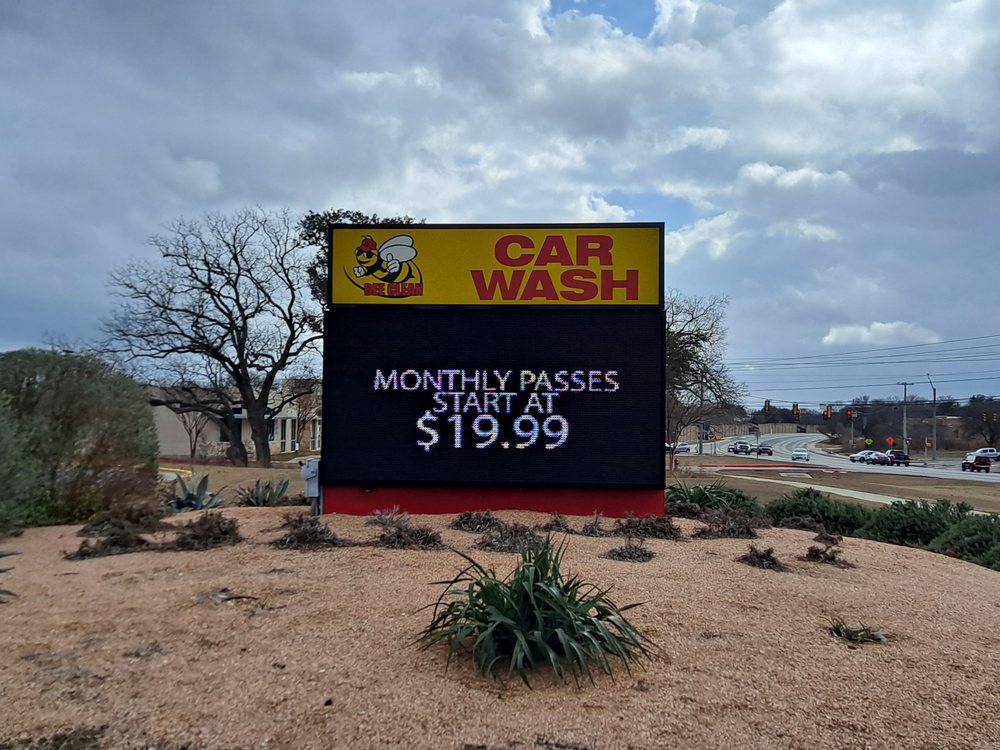 BEE CLEAN
CAR
WASH
MONTHLY PASSES
START AT
$19.99